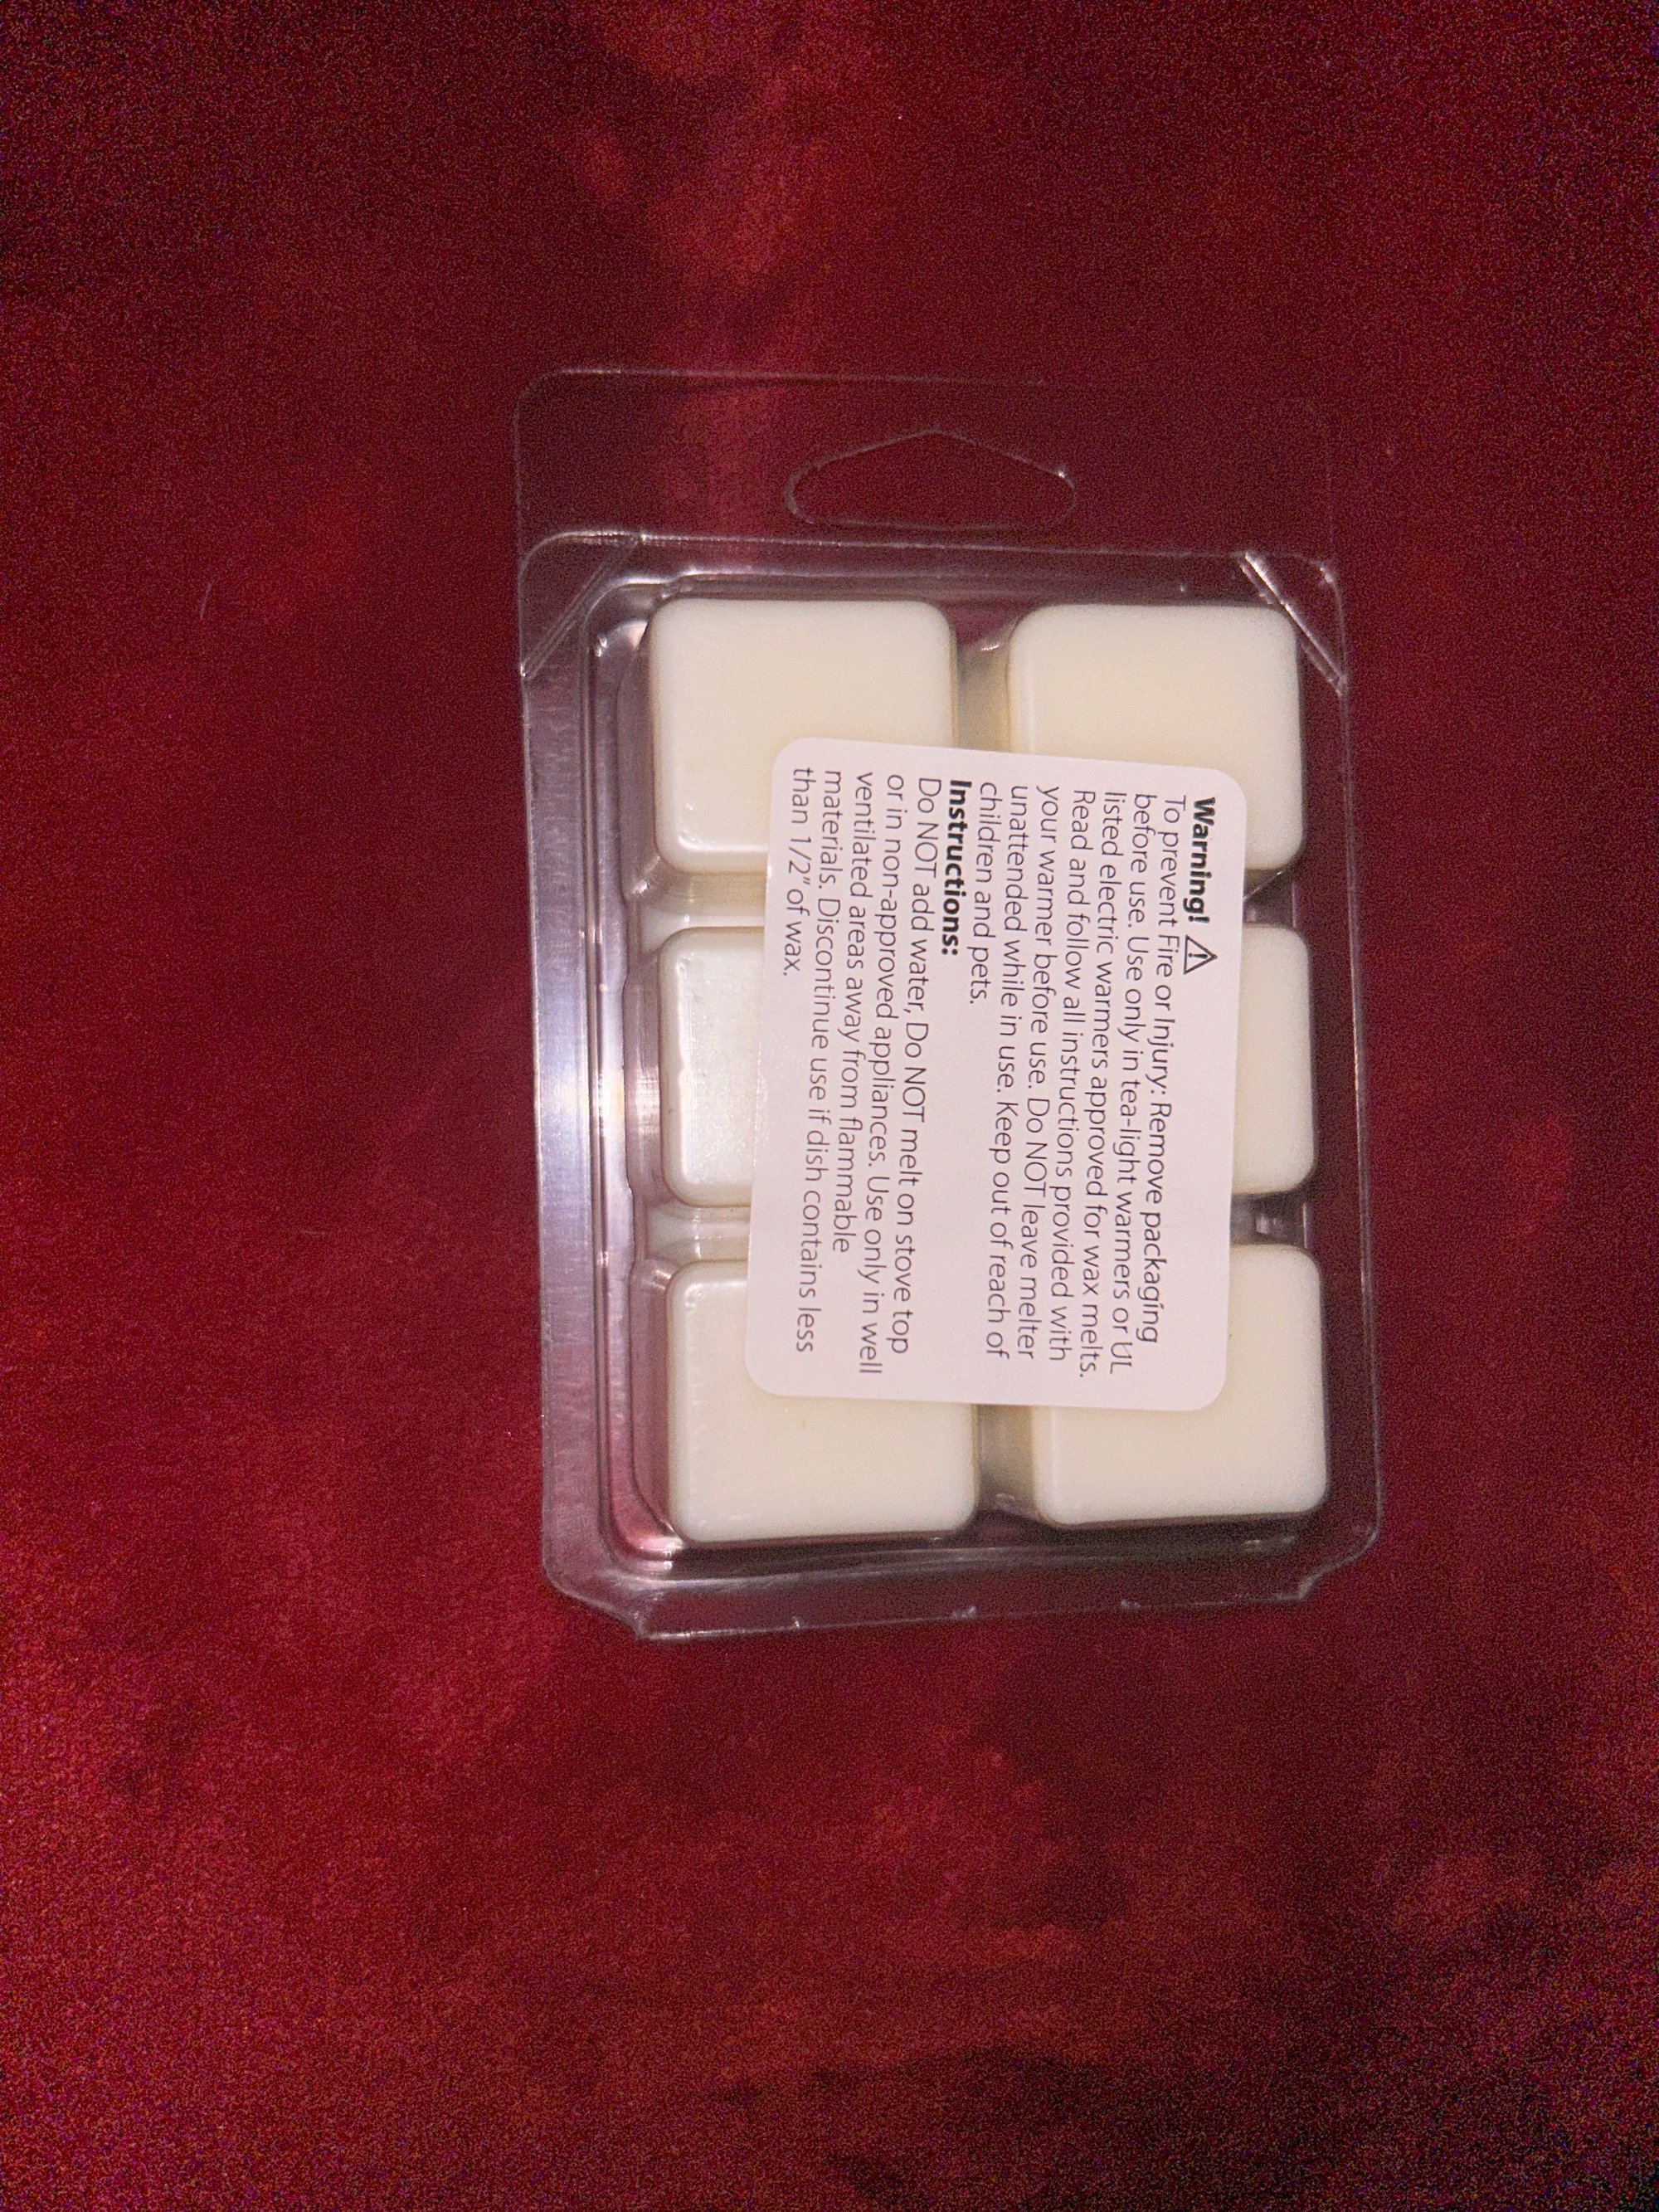 Warning! ⚠
To prevent Fire or Injury: Remove packaging
before use. Use only in tea-light warmers or UL
listed electric warmers approved for wax melts.
Read and follow all instructions provided with
your warmer before use. Do NOT leave melter
unattended while in use. Keep out of reach of
children and pets.
Instructions:
Do NOT add water, Do NOT melt on stove top
or in non-approved appliances. Use only in well
ventilated areas away from flammable
materials. Discontinue use if dish contains less
than 1/2" of wax.